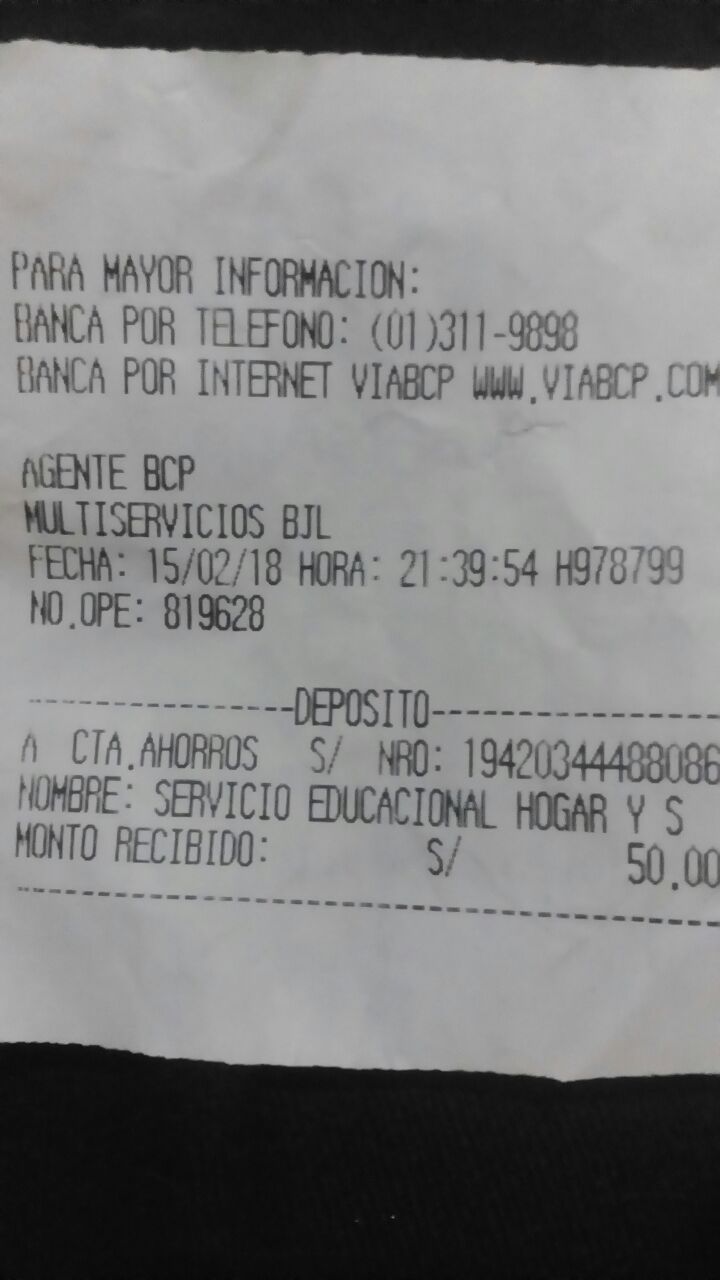 PARA MAYOR INFORMACION:
BANCA POR TELEFONO: (01)311-9898
BANCA POR INTERNET VIABCP WWW.VIABCP.COM
AGENTE BCP
MULTISERVICIOS BJL
FECHA: 15/02/18 HORA: 21:39:54 H978799
NO.OPE: 819628
---------------DEPOSITO----------------
A CTA.AHORROS S/ NRO: 19420344488086
NOMBRE: SERVICIO EDUCACIONAL HOGAR Y S
MONTO RECIBIDO: S/ 50.00